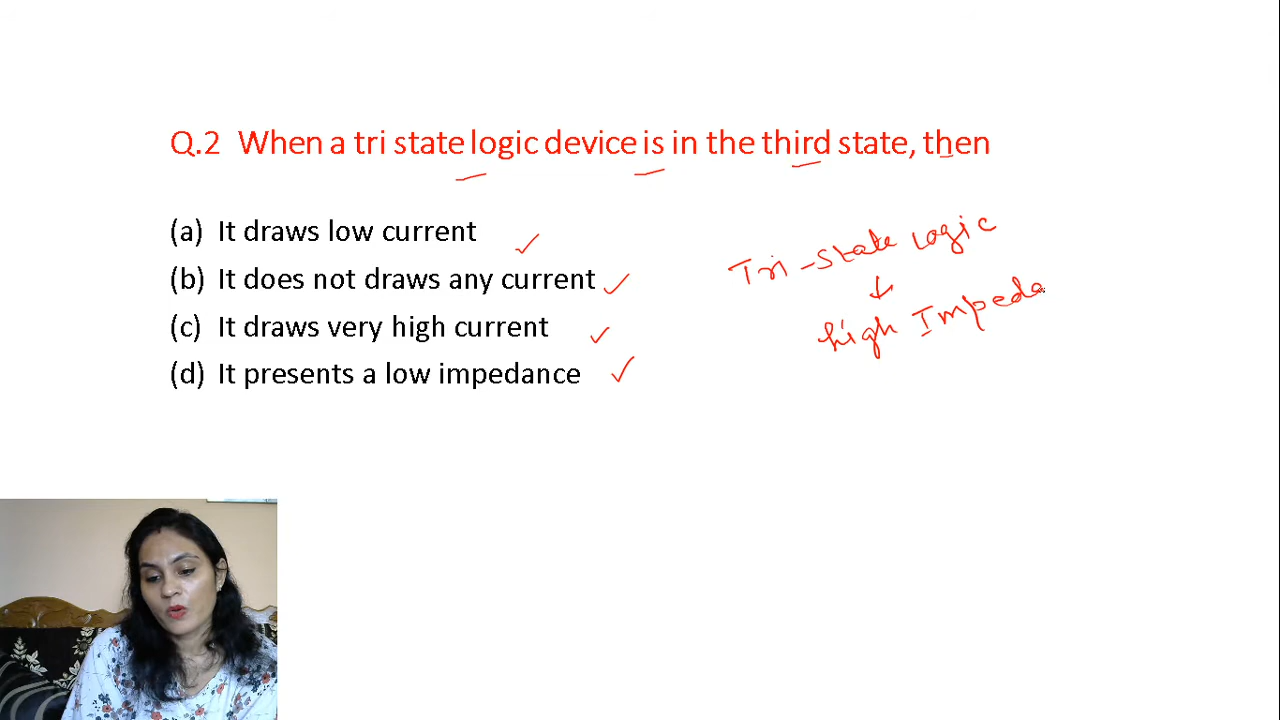 Q.2 When a tri state logic device is in the third state, then
(a) It draws low current
(b) It does not draws any current
(c) It draws very high current
(d) It presents a low impedance
Tri-state logic
↓
high Impeda